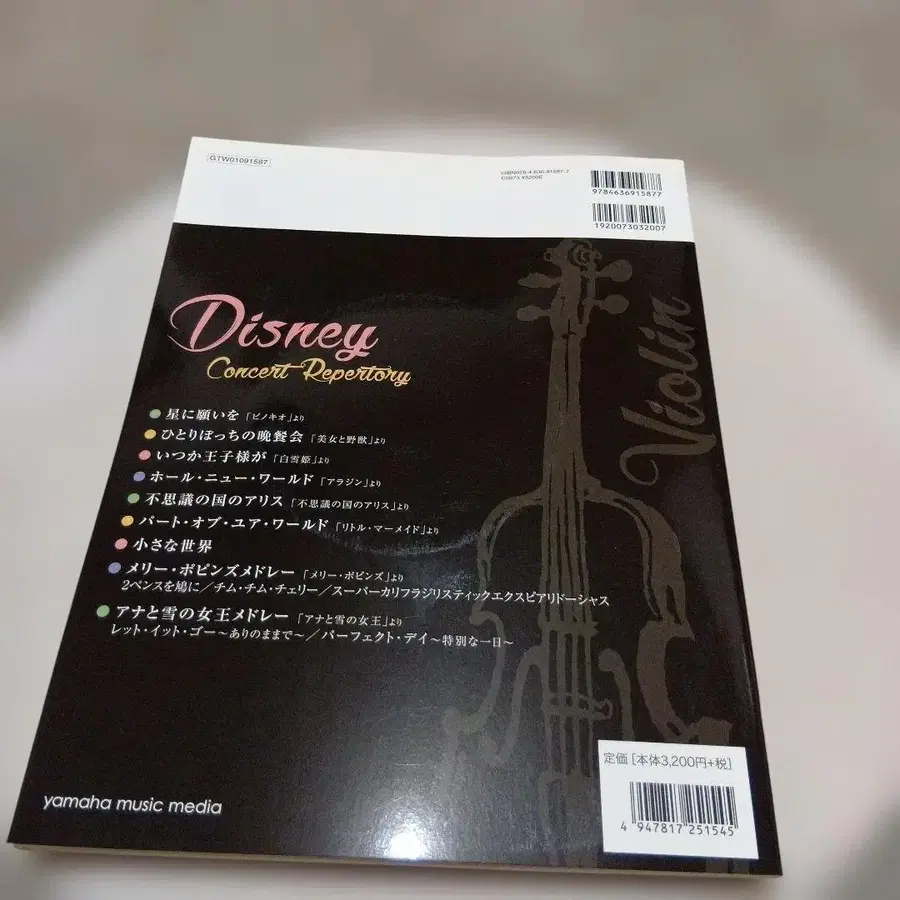 GTW01091587
ISBN978-4-636-91587-7
C0073 ¥3200E
9784636915877
1920073032007
Disney
Concert Repertory
Violin
星に願いを「ピノキオ」より
ひとりぼっちの晩餐会「美女と野獣」より
いつか王子様が「白雪姫」より
ホール・ニュー・ワールド「アラジン」より
不思議の国のアリス「不思議の国のアリス」より
パート・オブ・ユア・ワールド「リトル・マーメイド」より
小さな世界
メリー・ポピンズメドレー「メリー・ポピンズ」より
2ペンスを鳩に/チム・チム・チェリー/スーパーカリフラジリスティックエクスピアリドーシャス
アナと雪の女王メドレー「アナと雪の女王」より
レット・イット・ゴー〜ありのままで〜/パーフェクト・デイ〜特別な一日〜
定価[本体3,200円+税]
4 947817 251545
yamaha music media